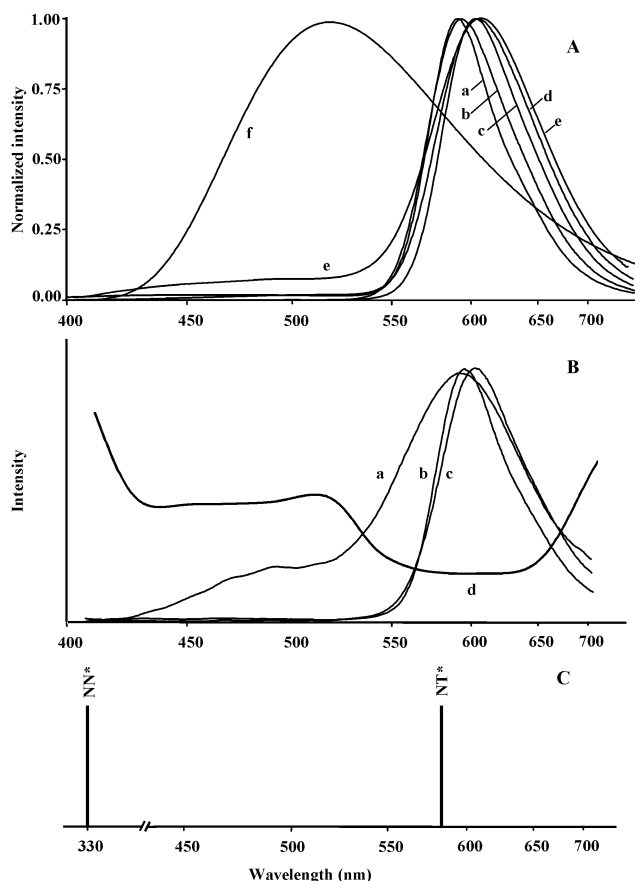 1.00
A
0.75
a
b
c
d
e
f
Normalized intensity
0.50
0.25
e
0.00
400 450 500 550 600 650 700
B
Intensity
a
b
c
d
400 450 500 550 600 650 700
NN*
NT*
C
330 450 500 550 600 650 700
Wavelength (nm)